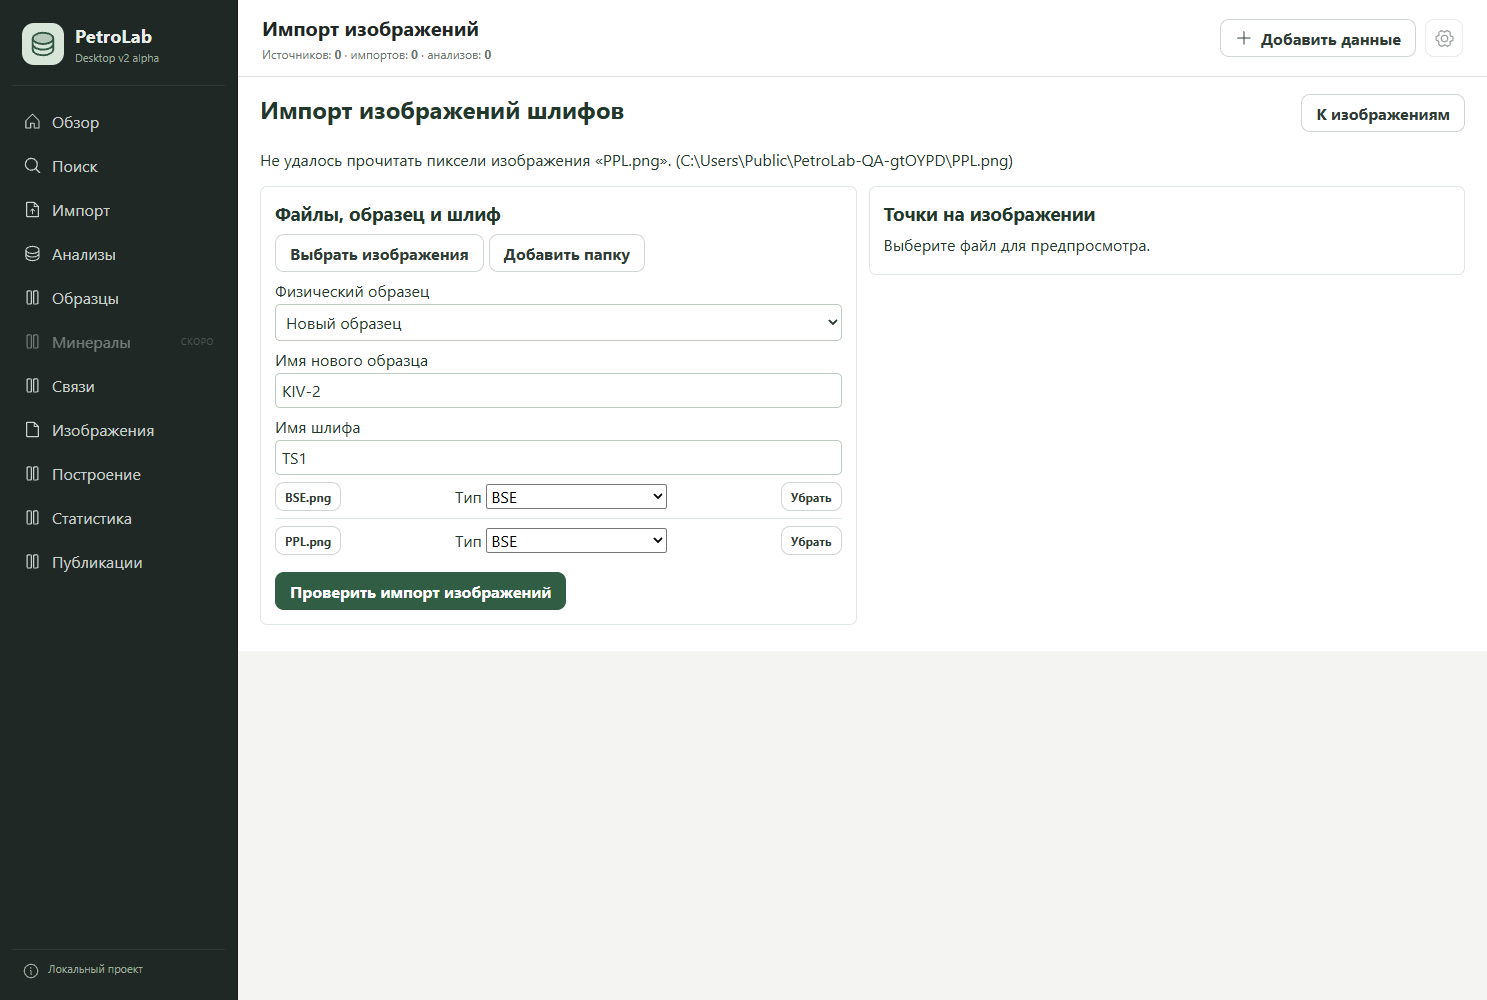 PetroLab
Desktop v2 alpha
Обзор
Поиск
Импорт
Анализы
Образцы
Минералы СКОРО
Связи
Изображения
Построение
Статистика
Публикации
Локальный проект
Импорт изображений
Источников: 0 · импортов: 0 · анализов: 0
Добавить данные
Импорт изображений шлифов
К изображениям
Не удалось прочитать пиксели изображения «PPL.png». (C:\Users\Public\PetroLab-QA-gtOYPD\PPL.png)
Файлы, образец и шлиф
Выбрать изображения Добавить папку
Физический образец
Новый образец
Имя нового образца
KIV-2
Имя шлифа
TS1
BSE.png Тип BSE Убрать
PPL.png Тип BSE Убрать
Проверить импорт изображений
Точки на изображении
Выберите файл для предпросмотра.